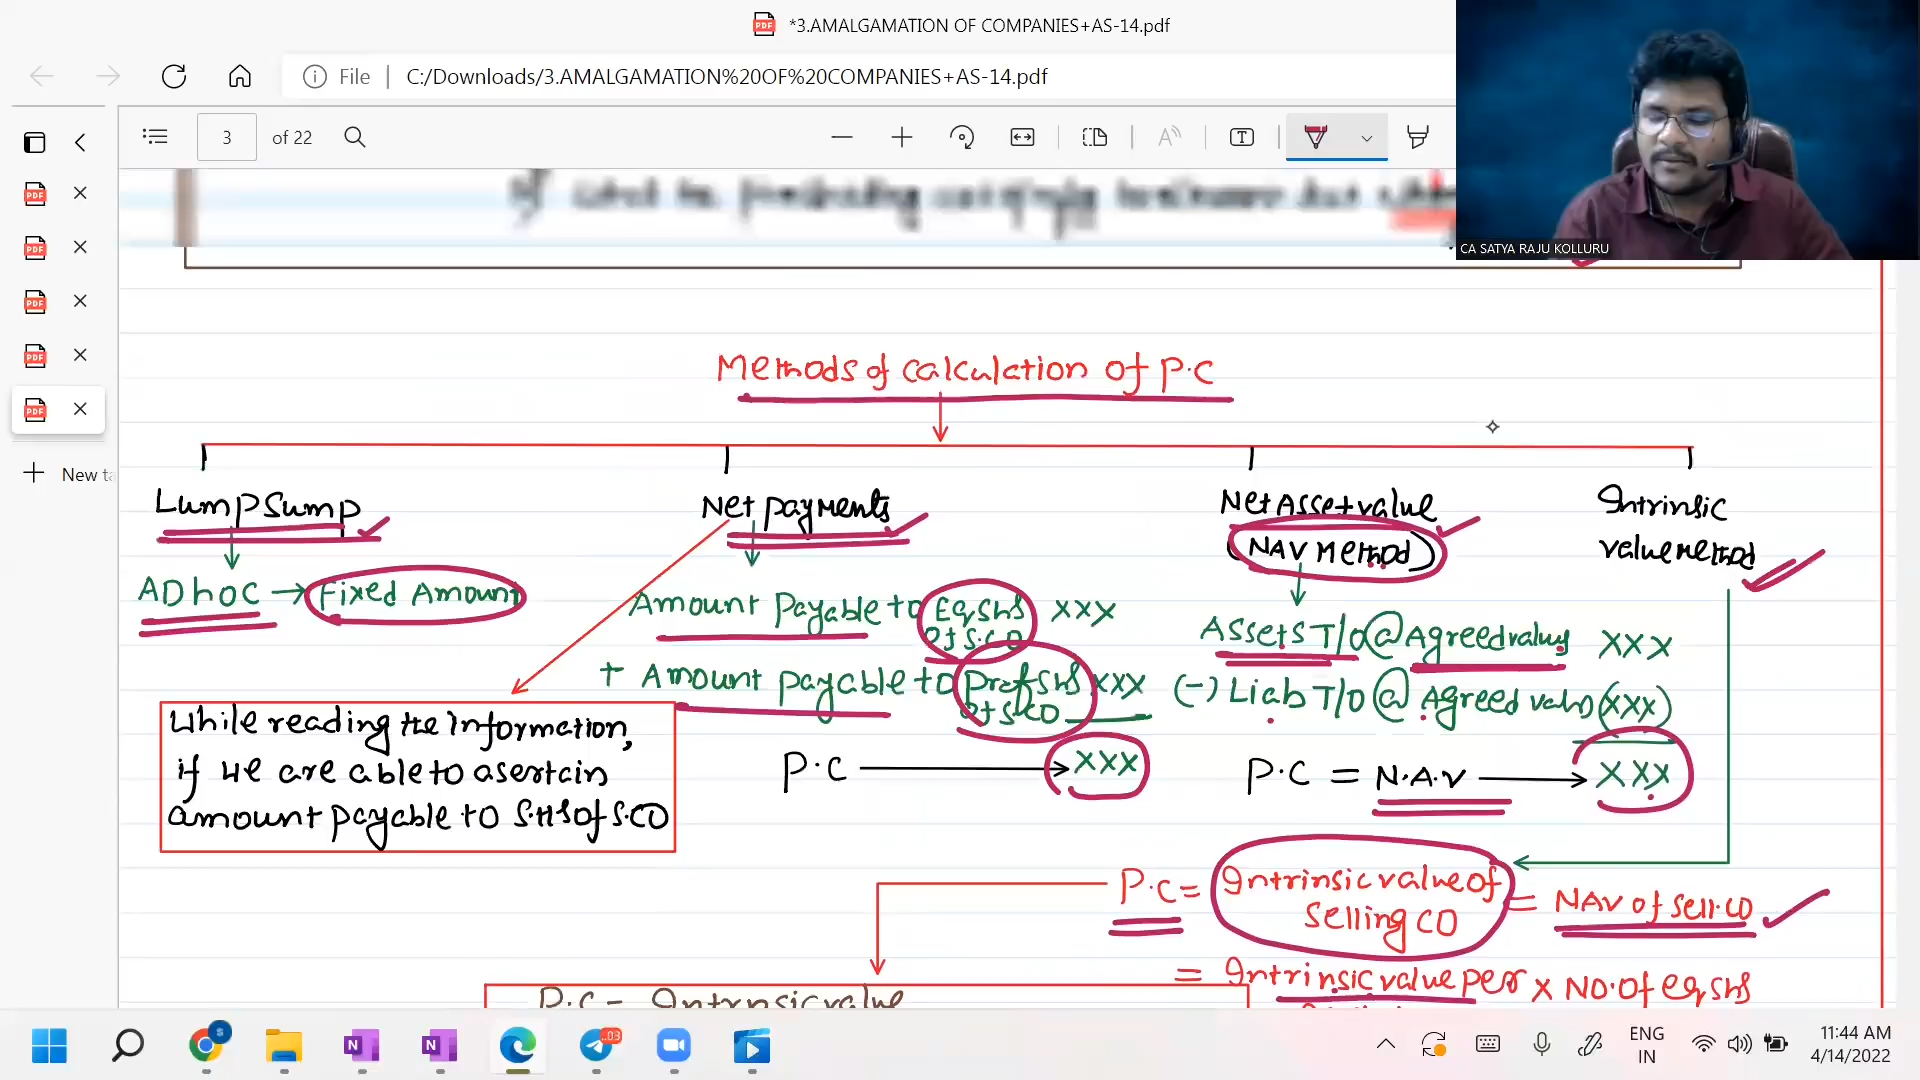 *3.AMALGAMATION OF COMPANIES+AS-14.pdf
File
C:/Downloads/3.AMALGAMATION%20OF%20COMPANIES+AS-14.pdf
3 of 22
CA SATYA RAJU KOLLURU
New ta
Methods of calculation of P.C
LUMPSUMP
Net payments
Net Asset value
(NAV Method)
Intrinsic
value method
ADhoc → Fixed Amount
Amount Payable to Eq.SHS XXX
of S.CO
+ Amount payable to Pref SHS XXX
of S.CO
P.C → XXX
Assets T/O @ Agreed value XXX
(-) Liab T/O @ Agreed value (XXX)
P.C = N.A.V → XXX
While reading the information,
if we are able to asertain
amount payable to S.HS of S.CO
P.C = Intrinsic value of = NAV of Sell.CO
Selling CO
= Intrinsic value per X NO.of eq shs
P.C = Intrinsic value
ENG
IN
11:44 AM
4/14/2022